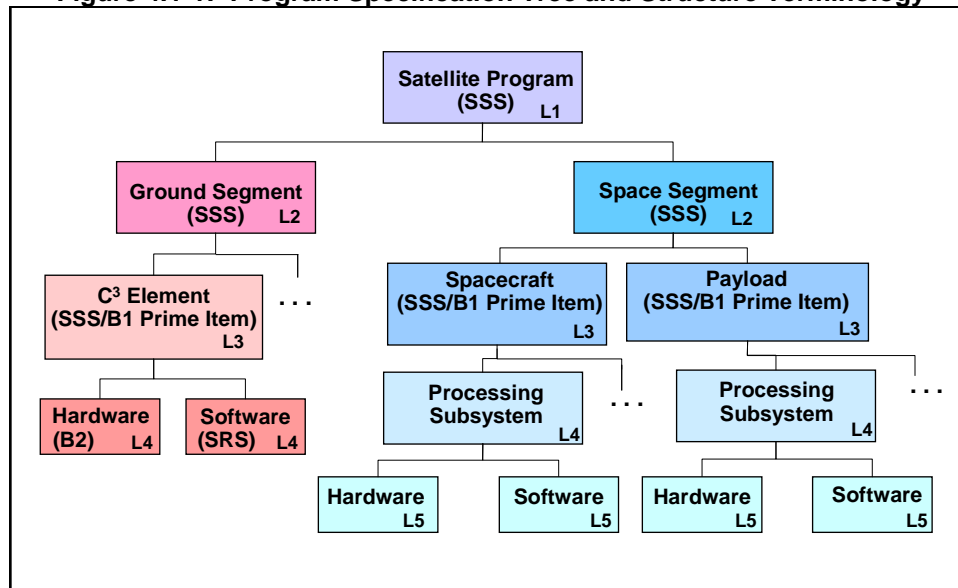 Figure Program Specification Tree and Structure Terminology
Satellite Program
(SSS) L1
Ground Segment
(SSS) L2
Space Segment
(SSS) L2
C³ Element
(SSS/B1 Prime Item)
L3
. . .
Spacecraft
(SSS/B1 Prime Item)
L3
Payload
(SSS/B1 Prime Item)
L3
Hardware
(B2) L4
Software
(SRS) L4
Processing
Subsystem
L4
. . .
Processing
Subsystem
L4
. . .
Hardware
L5
Software
L5
Hardware
L5
Software
L5